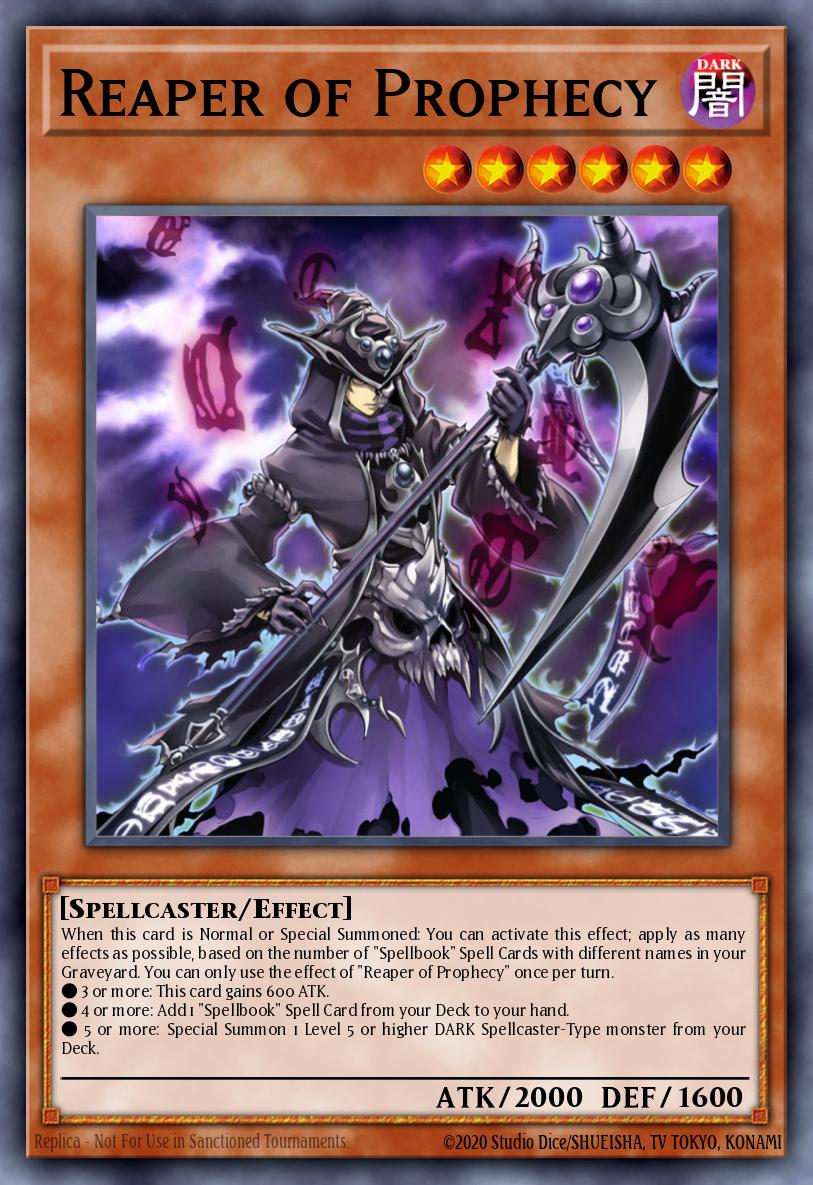 Reaper of Prophecy
DARK
闇
[Spellcaster/Effect]
When this card is Normal or Special Summoned: You can activate this effect; apply as many
effects as possible, based on the number of "Spellbook" Spell Cards with different names in your
Graveyard. You can only use the effect of "Reaper of Prophecy" once per turn.
● 3 or more: This card gains 600 ATK.
● 4 or more: Add 1 "Spellbook" Spell Card from your Deck to your hand.
● 5 or more: Special Summon 1 Level 5 or higher DARK Spellcaster-Type monster from your
Deck.
ATK/2000 DEF/1600
Replica - Not For Use in Sanctioned Tournaments.
©2020 Studio Dice/SHUEISHA, TV TOKYO, KONAMI